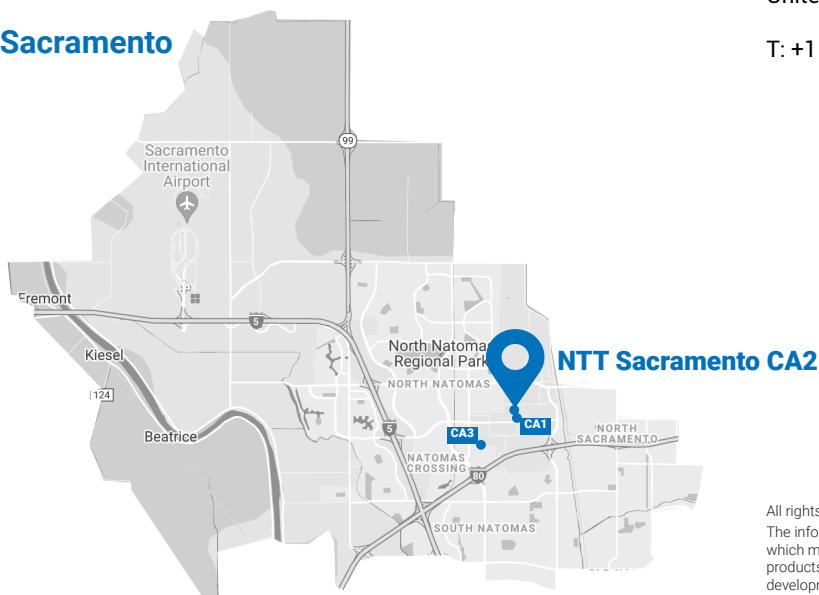 Sacramento
T: +1
99
Sacramento
International
Airport
Fremont
5
Kiesel
124
Beatrice
North Natomas
Regional Park
NORTH NATOMAS
NTT Sacramento CA2
CA1
CA3
5
NORTH
SACRAMENTO
NATOMAS
CROSSING
80
SOUTH NATOMAS
All rights
The info
which m
products
developm